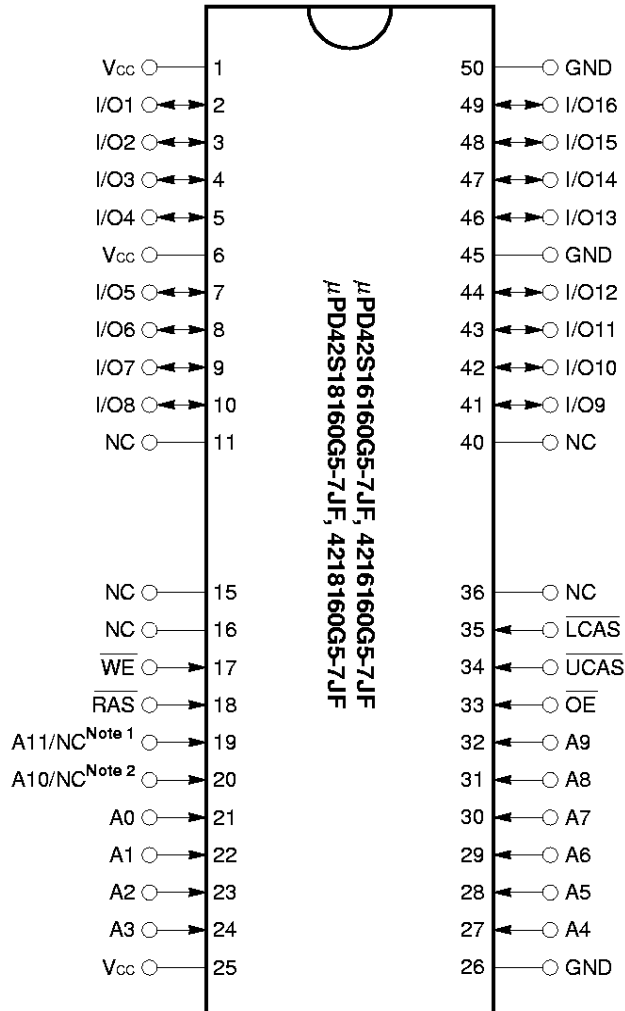 Vcc 1 50 GND
I/O1 2 49 I/O16
I/O2 3 48 I/O15
I/O3 4 47 I/O14
I/O4 5 46 I/O13
Vcc 6 45 GND
I/O5 7 44 I/O12
I/O6 8 43 I/O11
I/O7 9 42 I/O10
I/O8 10 41 I/O9
NC 11 40 NC
µPD42S16160G5-7JF, 4216160G5-7JF
µPD42S18160G5-7JF, 4218160G5-7JF
NC 15 36 NC
NC 16 35 LCAS
WE 17 34 UCAS
RAS 18 33 OE
A11/NC Note 1 19 32 A9
A10/NC Note 2 20 31 A8
A0 21 30 A7
A1 22 29 A6
A2 23 28 A5
A3 24 27 A4
Vcc 25 26 GND